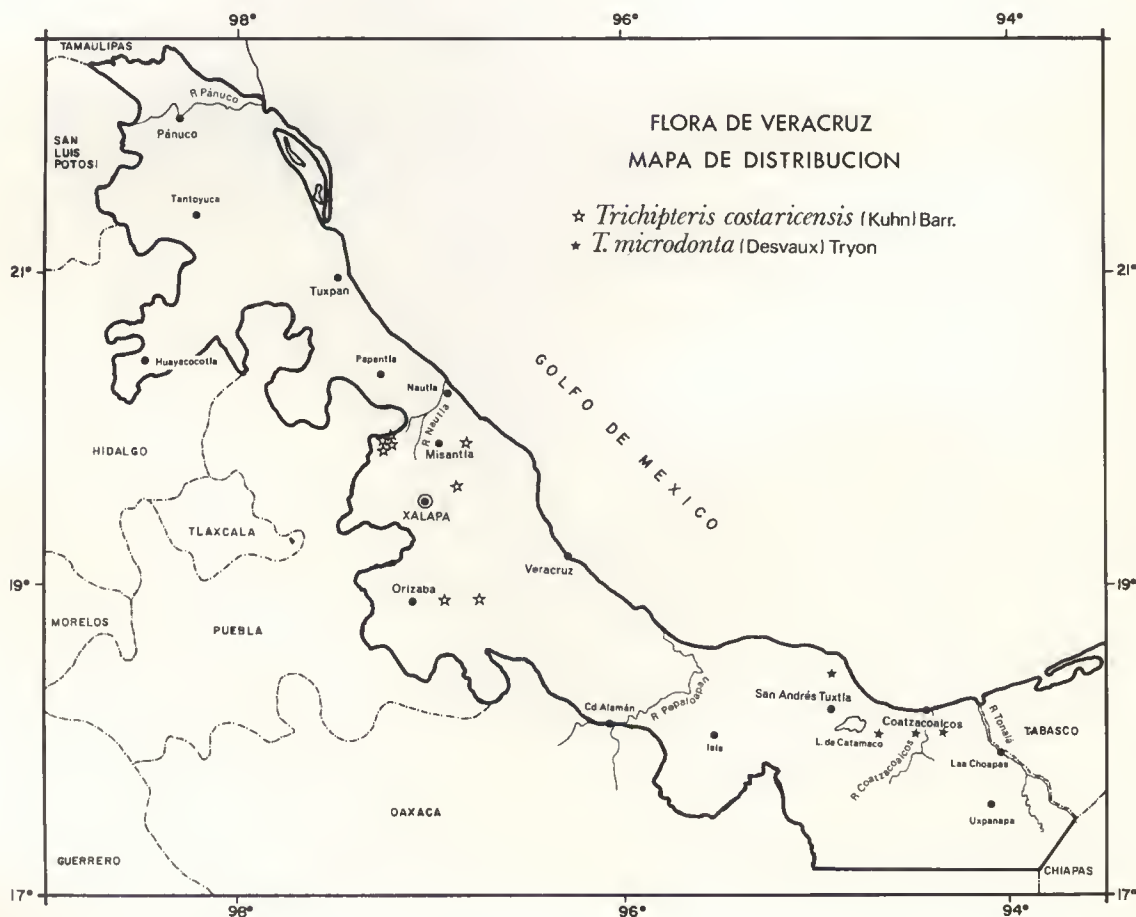 98° 96° 94°
TAMAULIPAS
R Pánuco
Pánuco
SAN
LUIS
POTOSÍ
Tantoyuca
FLORA DE VERACRUZ
MAPA DE DISTRIBUCION
☆ Trichipteris costaricensis (Kuhn) Barr.
★ T. microdonta (Desvaux) Tryon
21° 21°
Tuxpan
Huayacocotla
Papantla
Nautla
R Nautla
GOLFO DE MEXICO
HIDALGO
Misantla
XALAPA
TLAXCALA
Veracruz
19° 19°
Orizaba
MORELOS
PUEBLA
San Andrés Tuxtla
R Papaloapan
Cd Alemán
Coatzacoalcos
R Tonalá
TABASCO
L. de Catamaco
Isla
R Coatzacoalcos
Las Choapas
Uxpanapa
OAXACA
GUERRERO
CHIAPAS
17° 17°
98° 96° 94°